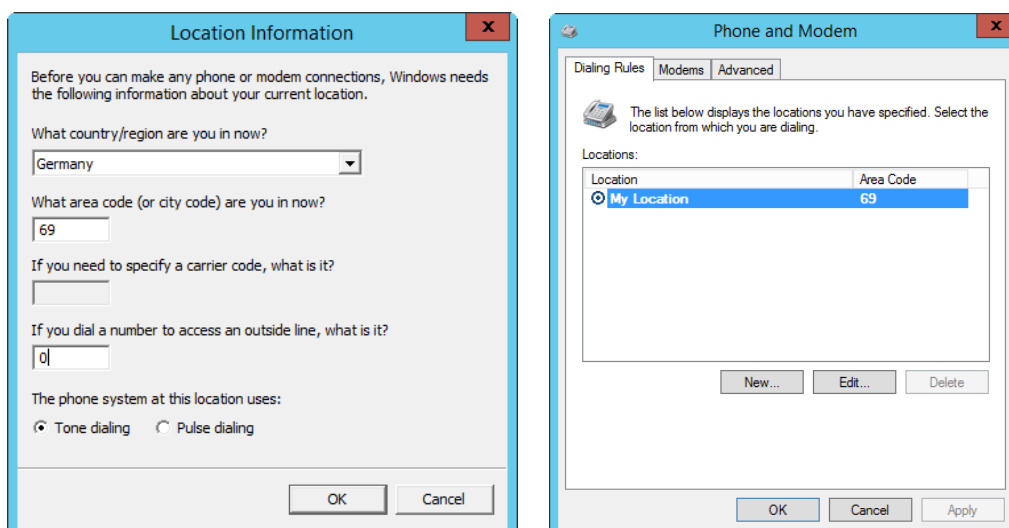 Location Information
x
Before you can make any phone or modem connections, Windows needs
the following information about your current location.
What country/region are you in now?
Germany
What area code (or city code) are you in now?
69
If you need to specify a carrier code, what is it?
If you dial a number to access an outside line, what is it?
0
The phone system at this location uses:
Tone dialing
Pulse dialing
OK
Cancel
Phone and Modem
x
Dialing Rules
Modems
Advanced
The list below displays the locations you have specified. Select the
location from which you are dialing.
Locations:
Location
Area Code
My Location
69
New...
Edit...
Delete
OK
Cancel
Apply